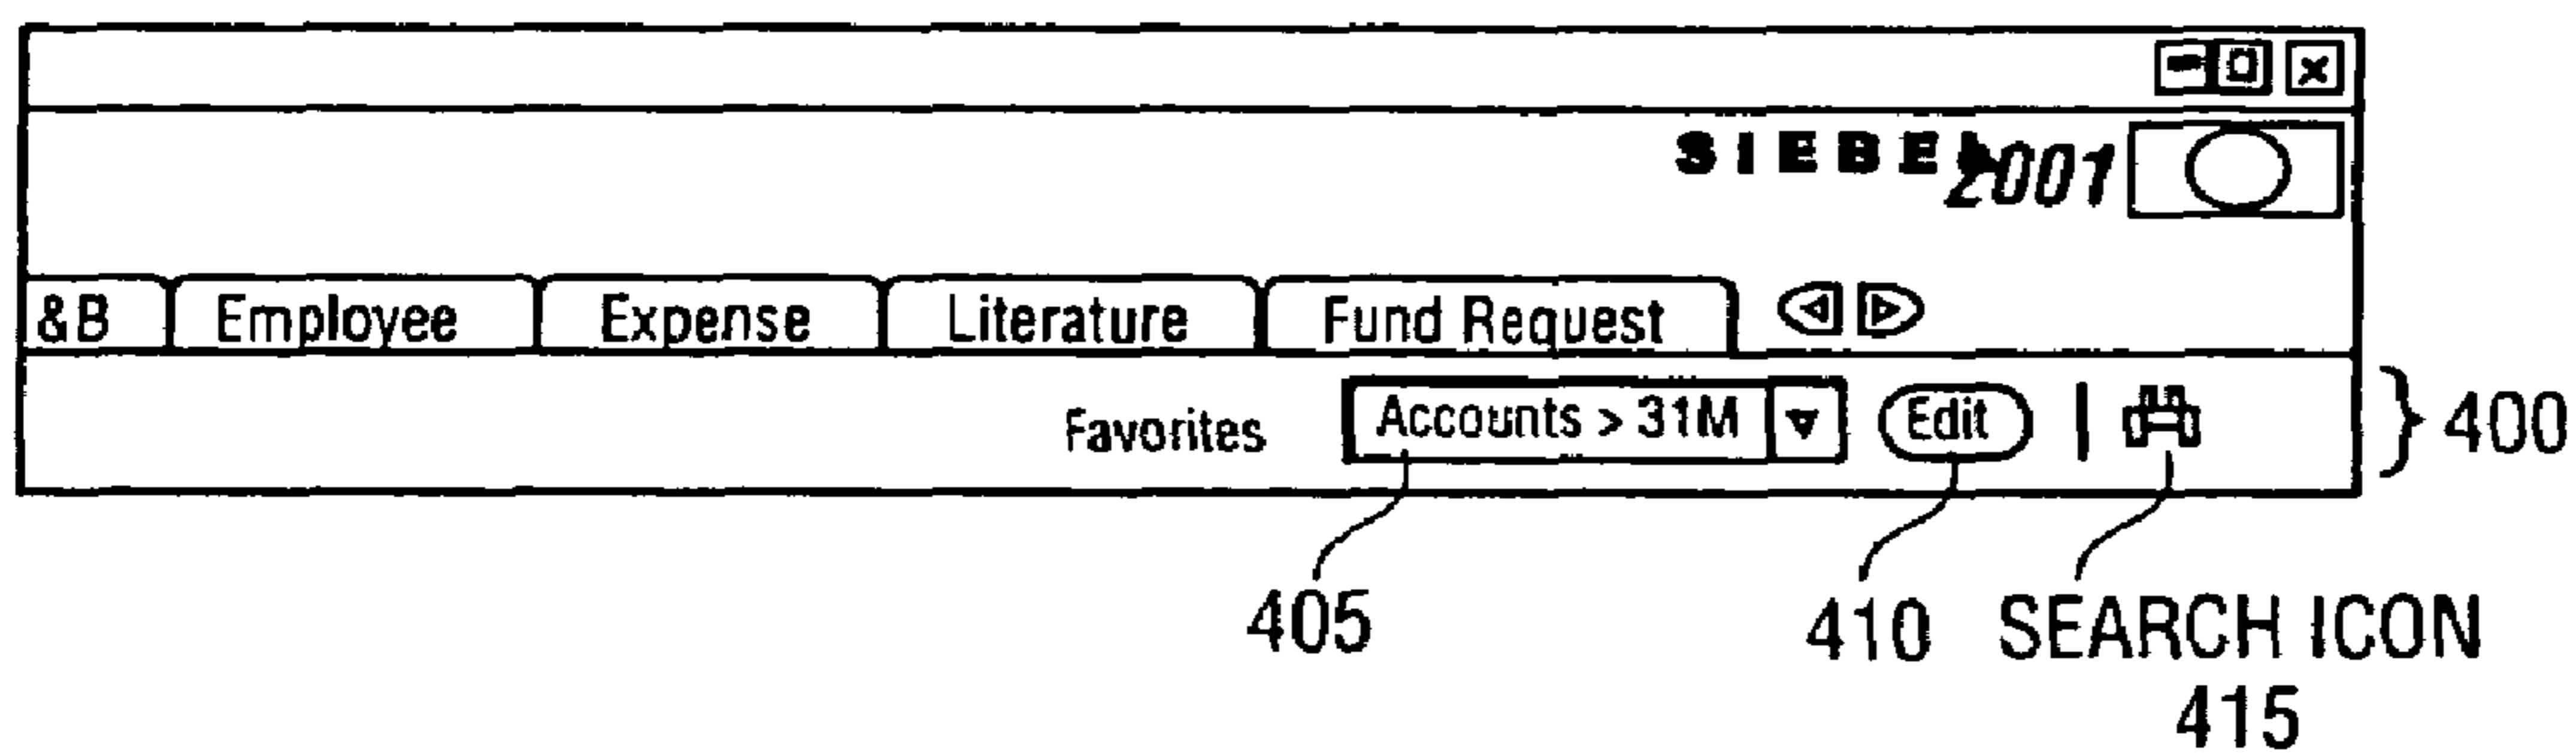 SIEBEL 2001
&B Employee Expense Literature Fund Request
Favorites Accounts > 31M Edit 400
405 410 SEARCH ICON
415